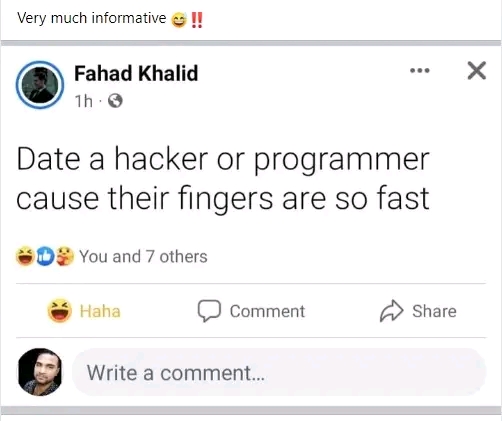 Very much informative 😅‼️
Fahad Khalid
1h ·
Date a hacker or programmer
cause their fingers are so fast
You and 7 others
Haha
Comment
Share
Write a comment...